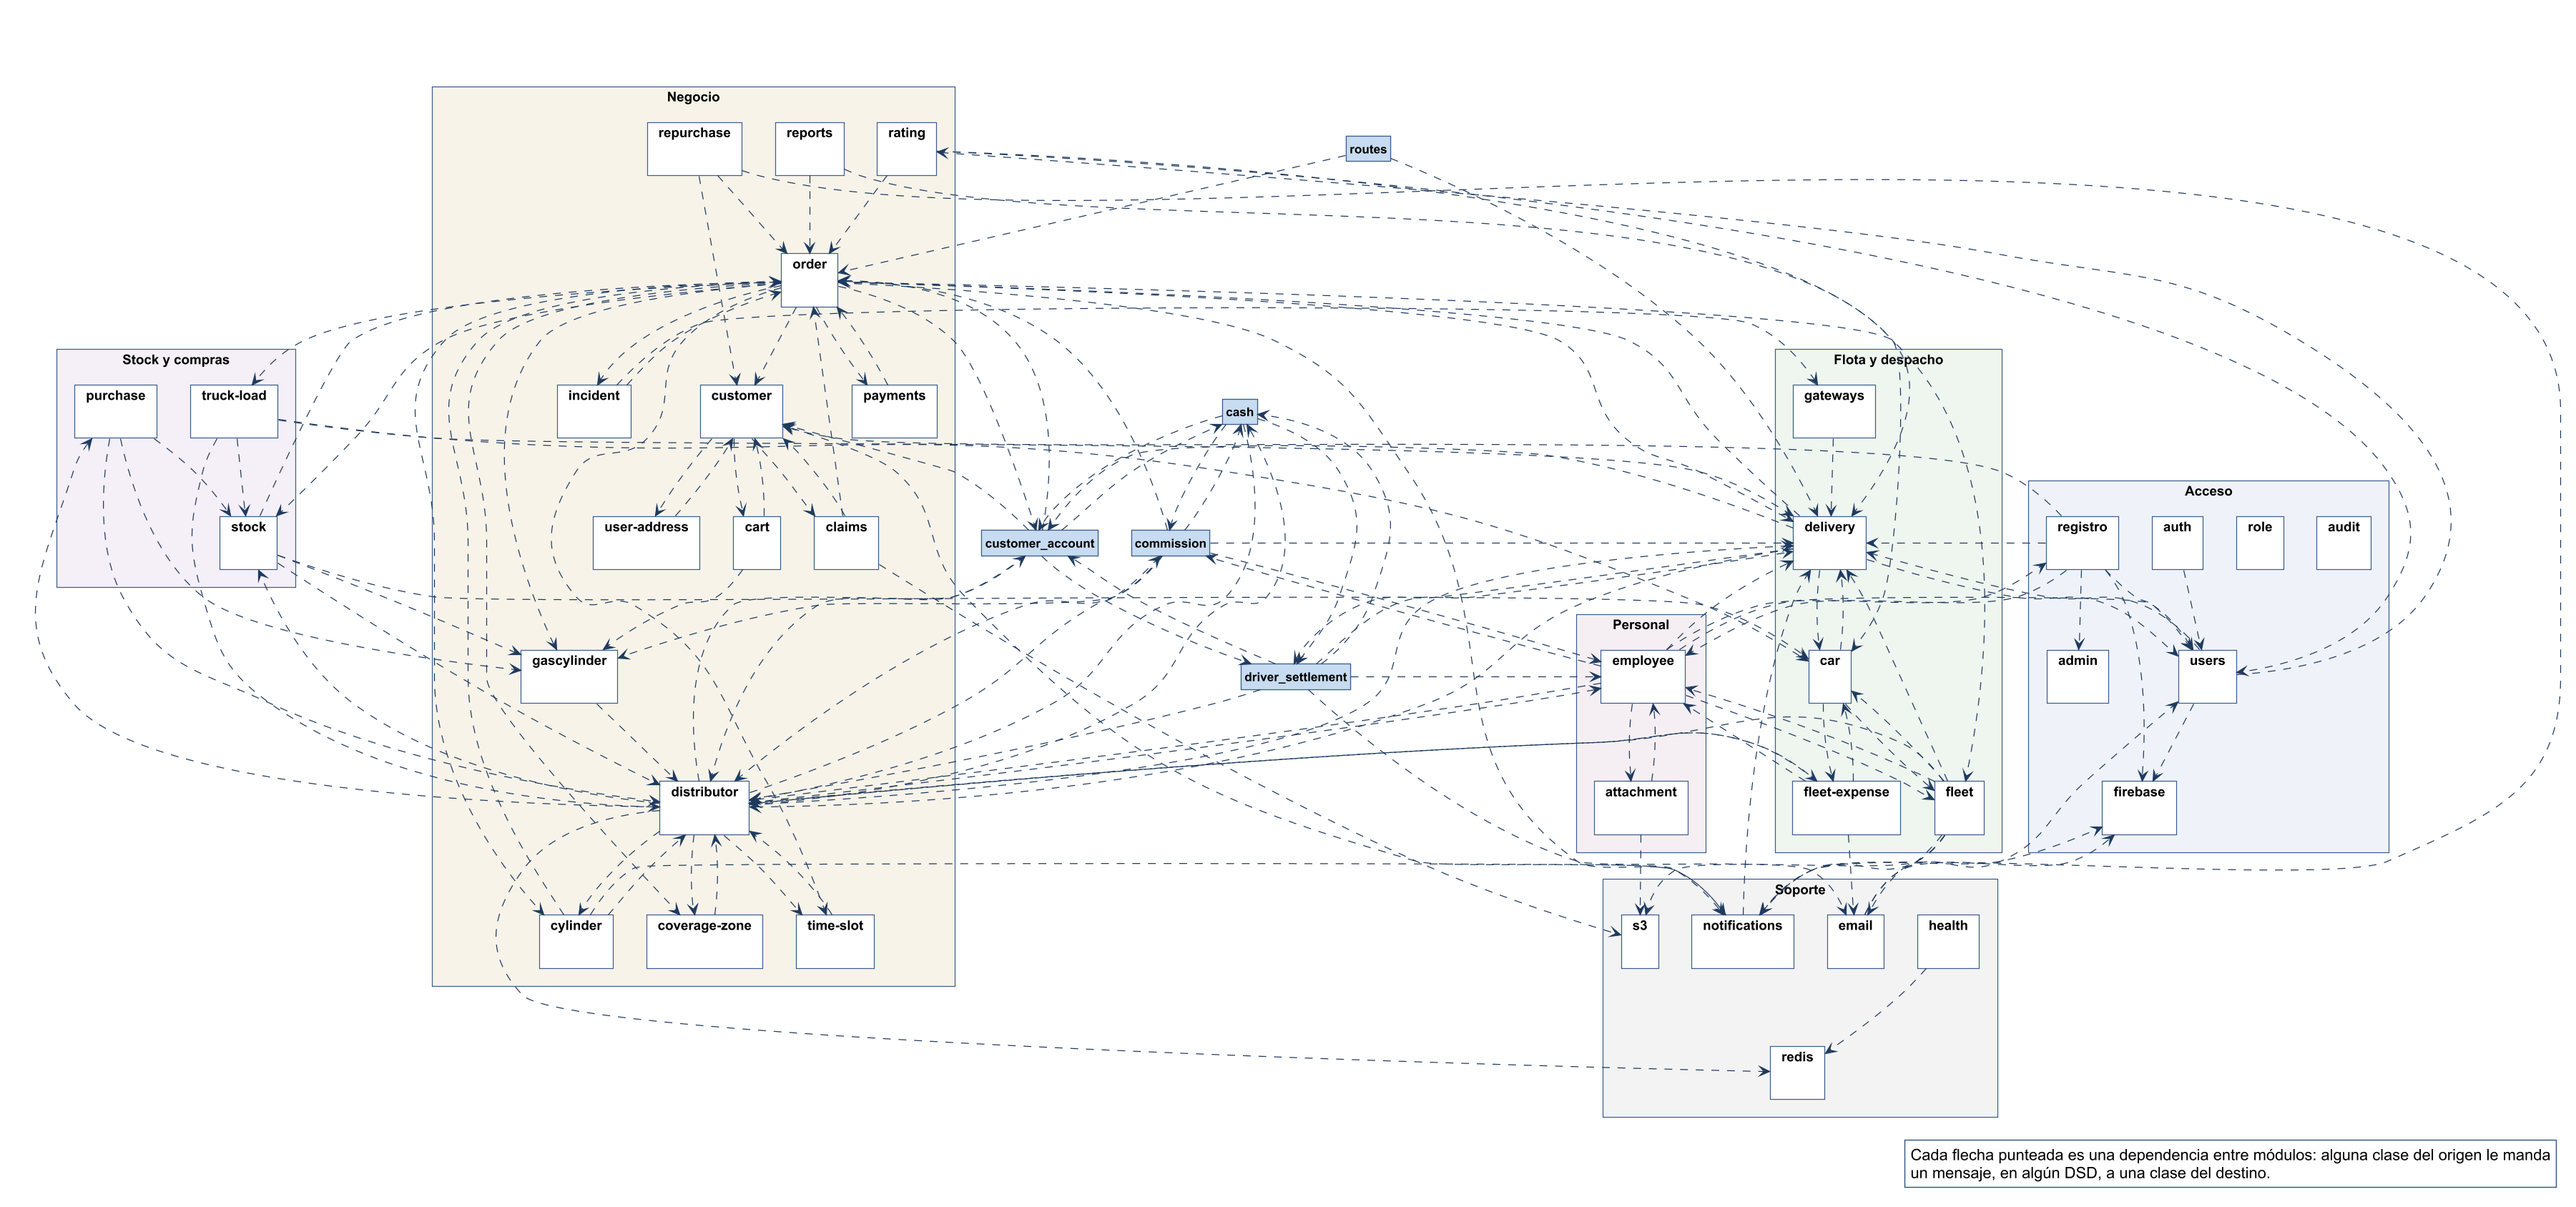 Negocio
repurchase
reports
rating
routes
order
Stock y compras
purchase
truck-load
stock
incident
customer
payments
user-address
cart
claims
gascylinder
distributor
cylinder
coverage-zone
time-slot
cash
customer_account
commission
driver_settlement
Flota y despacho
gateways
delivery
car
fleet-expense
fleet
Personal
employee
attachment
Acceso
registro
auth
role
audit
admin
users
firebase
Soporte
s3
notifications
email
health
redis
Cada flecha punteada es una dependencia entre módulos: alguna clase del origen le manda
un mensaje, en algún DSD, a una clase del destino.